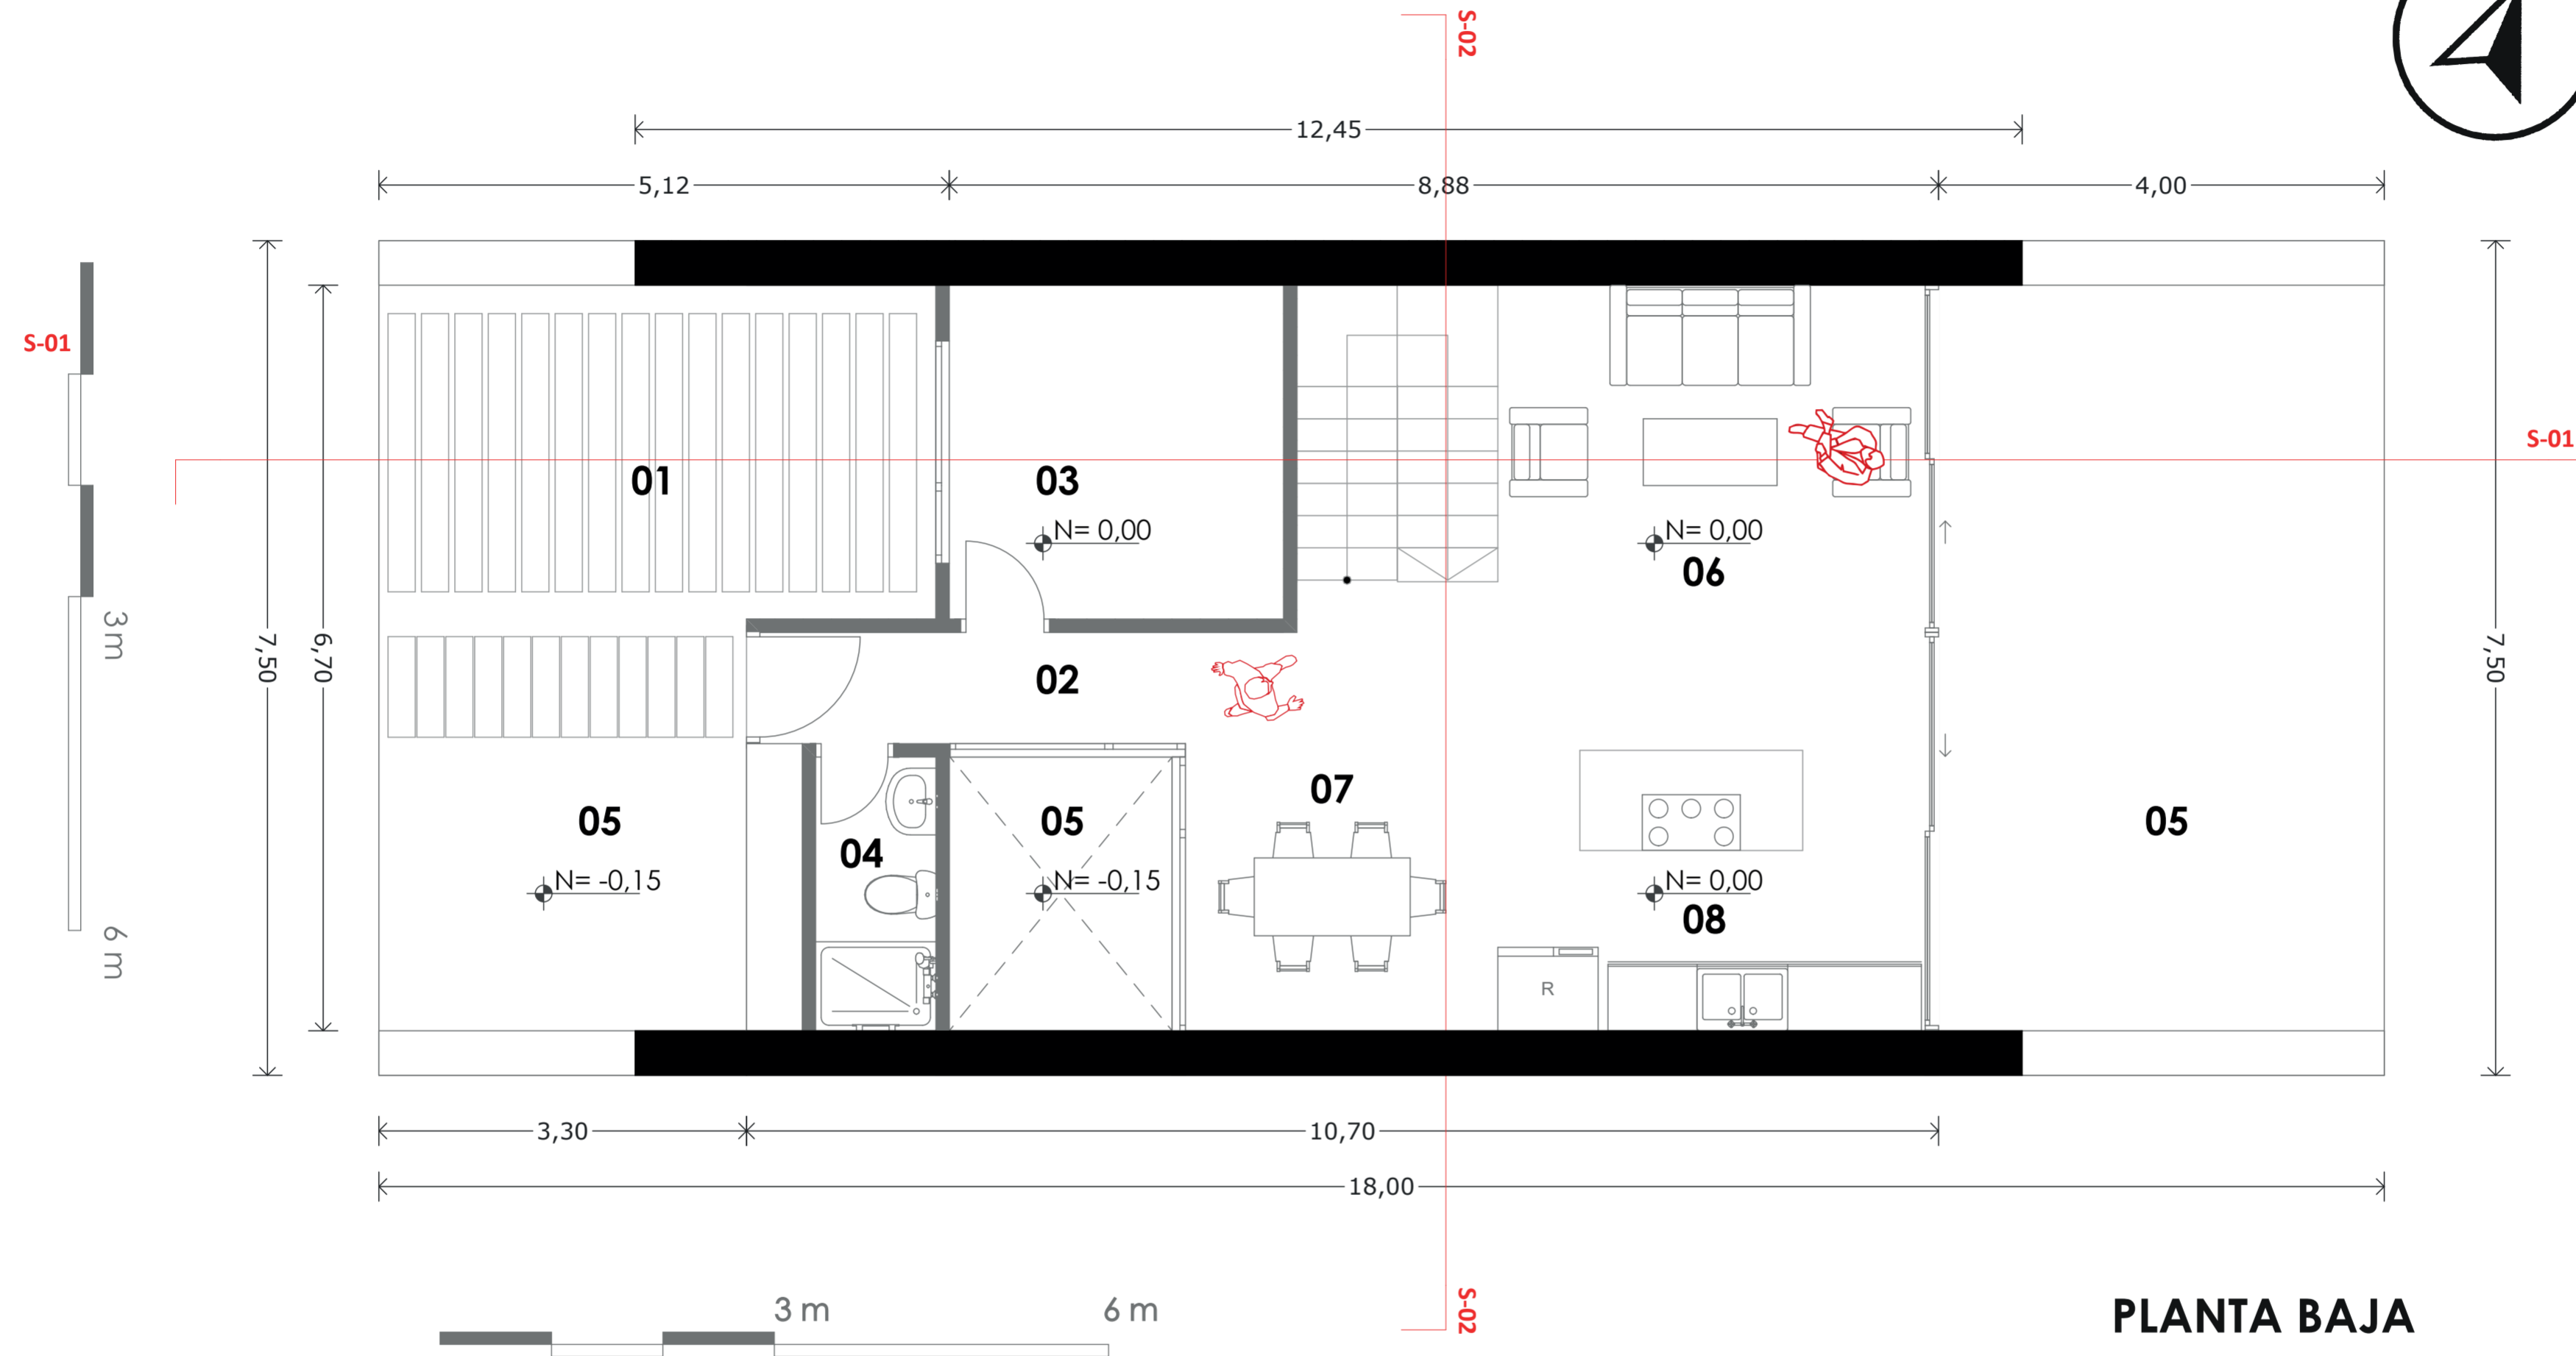 S-02
12,45
5,12
8,88
4,00
S-01
S-01
01
03
N= 0,00
N= 0,00
06
3m
7,50
6,70
7,50
02
07
05
04
05
05
N= -0,15
N= -0,15
N= 0,00
08
6 m
R
3,30
10,70
18,00
S-02
3 m
6 m
PLANTA BAJA